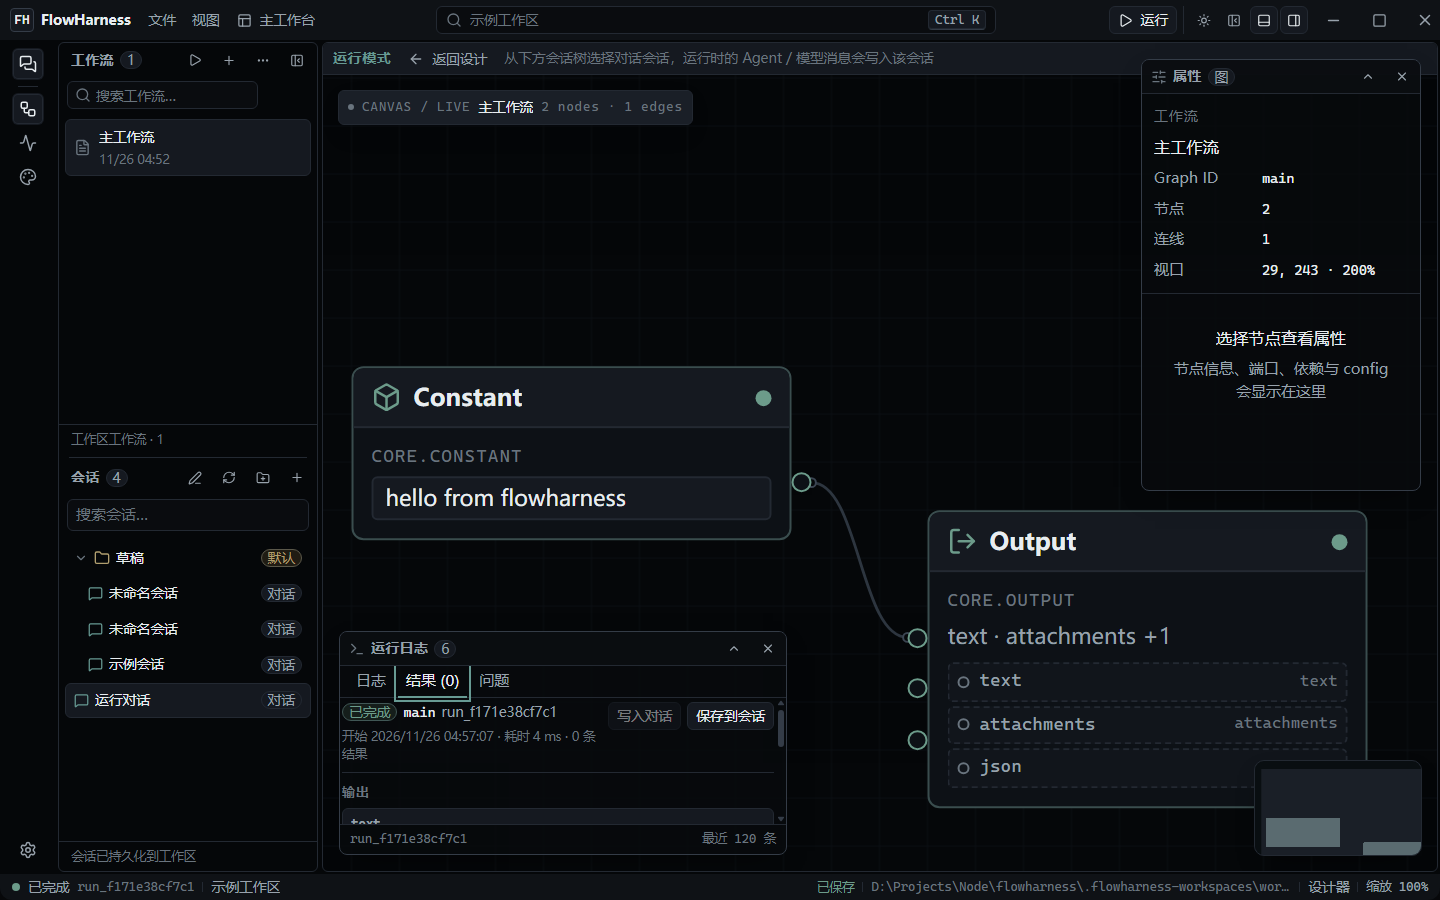 FH FlowHarness 文件 视图 主工作台 示例工作区 Ctrl K 运行
工作流 1
搜索工作流...
主工作流
11/26 04:52
工作区工作流 · 1
会话 4
搜索会话...
草稿 默认
未命名会话 对话
未命名会话 对话
示例会话 对话
运行对话 对话
会话已持久化到工作区
运行模式 返回设计 从下方会话树选择对话会话，运行时的 Agent / 模型消息会写入该会话
CANVAS / LIVE 主工作流 2 nodes · 1 edges
Constant
CORE.CONSTANT
hello from flowharness
Output
CORE.OUTPUT
text · attachments +1
text text
attachments attachments
json
运行日志 6
日志 结果 (0) 问题
已完成 main run_f171e38cf7c1 写入对话 保存到会话
开始 2026/11/26 04:57:07 · 耗时 4 ms · 0 条
结果
输出
text
run_f171e38cf7c1 最近 120 条
属性 图
工作流
主工作流
Graph ID main
节点 2
连线 1
视口 29, 243 · 200%
选择节点查看属性
节点信息、端口、依赖与 config
会显示在这里
已完成 run_f171e38cf7c1 示例工作区 已保存 D:\Projects\Node\flowharness\.flowharness-workspaces\wor… 设计器 缩放 100%